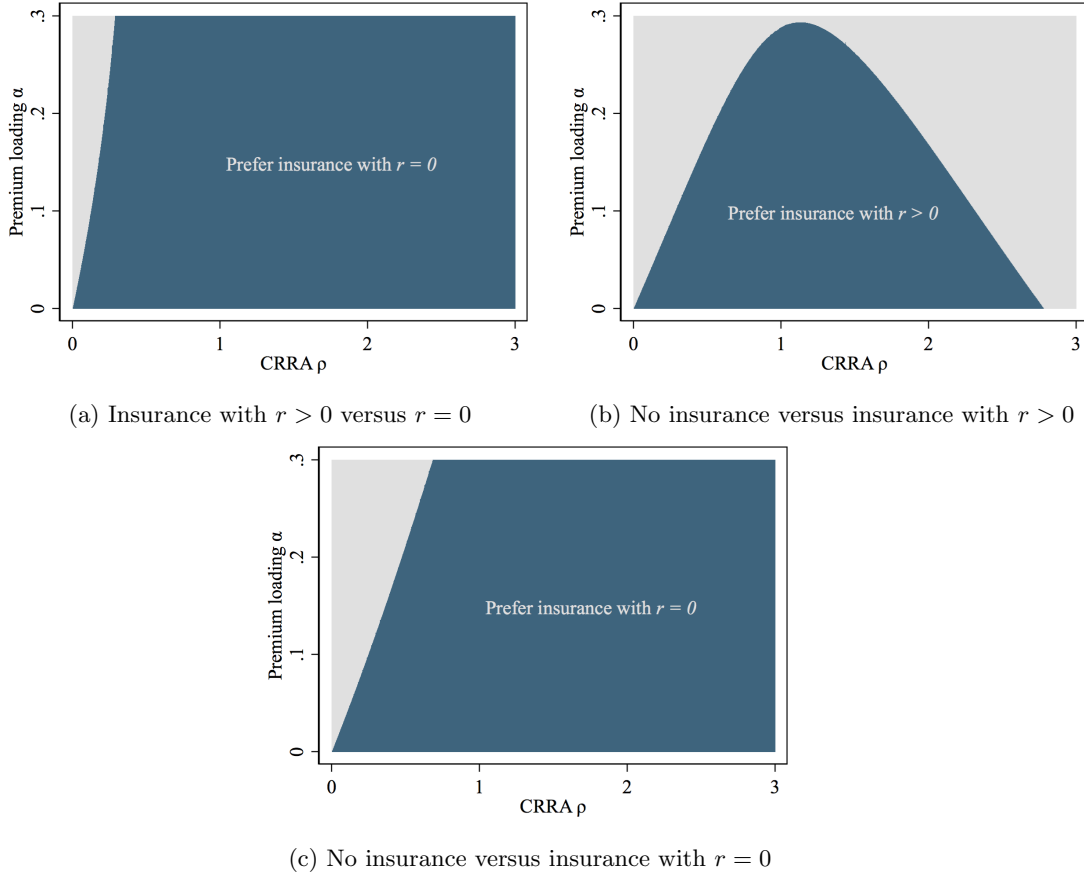 Premium loading α
.3
.2
.1
0
Prefer insurance with r = 0
0 1 2 3
CRRA ρ
(a) Insurance with r > 0 versus r = 0
Premium loading α
.3
.2
.1
0
Prefer insurance with r > 0
0 1 2 3
CRRA ρ
(b) No insurance versus insurance with r > 0
Premium loading α
.3
.2
.1
0
Prefer insurance with r = 0
0 1 2 3
CRRA ρ
(c) No insurance versus insurance with r = 0